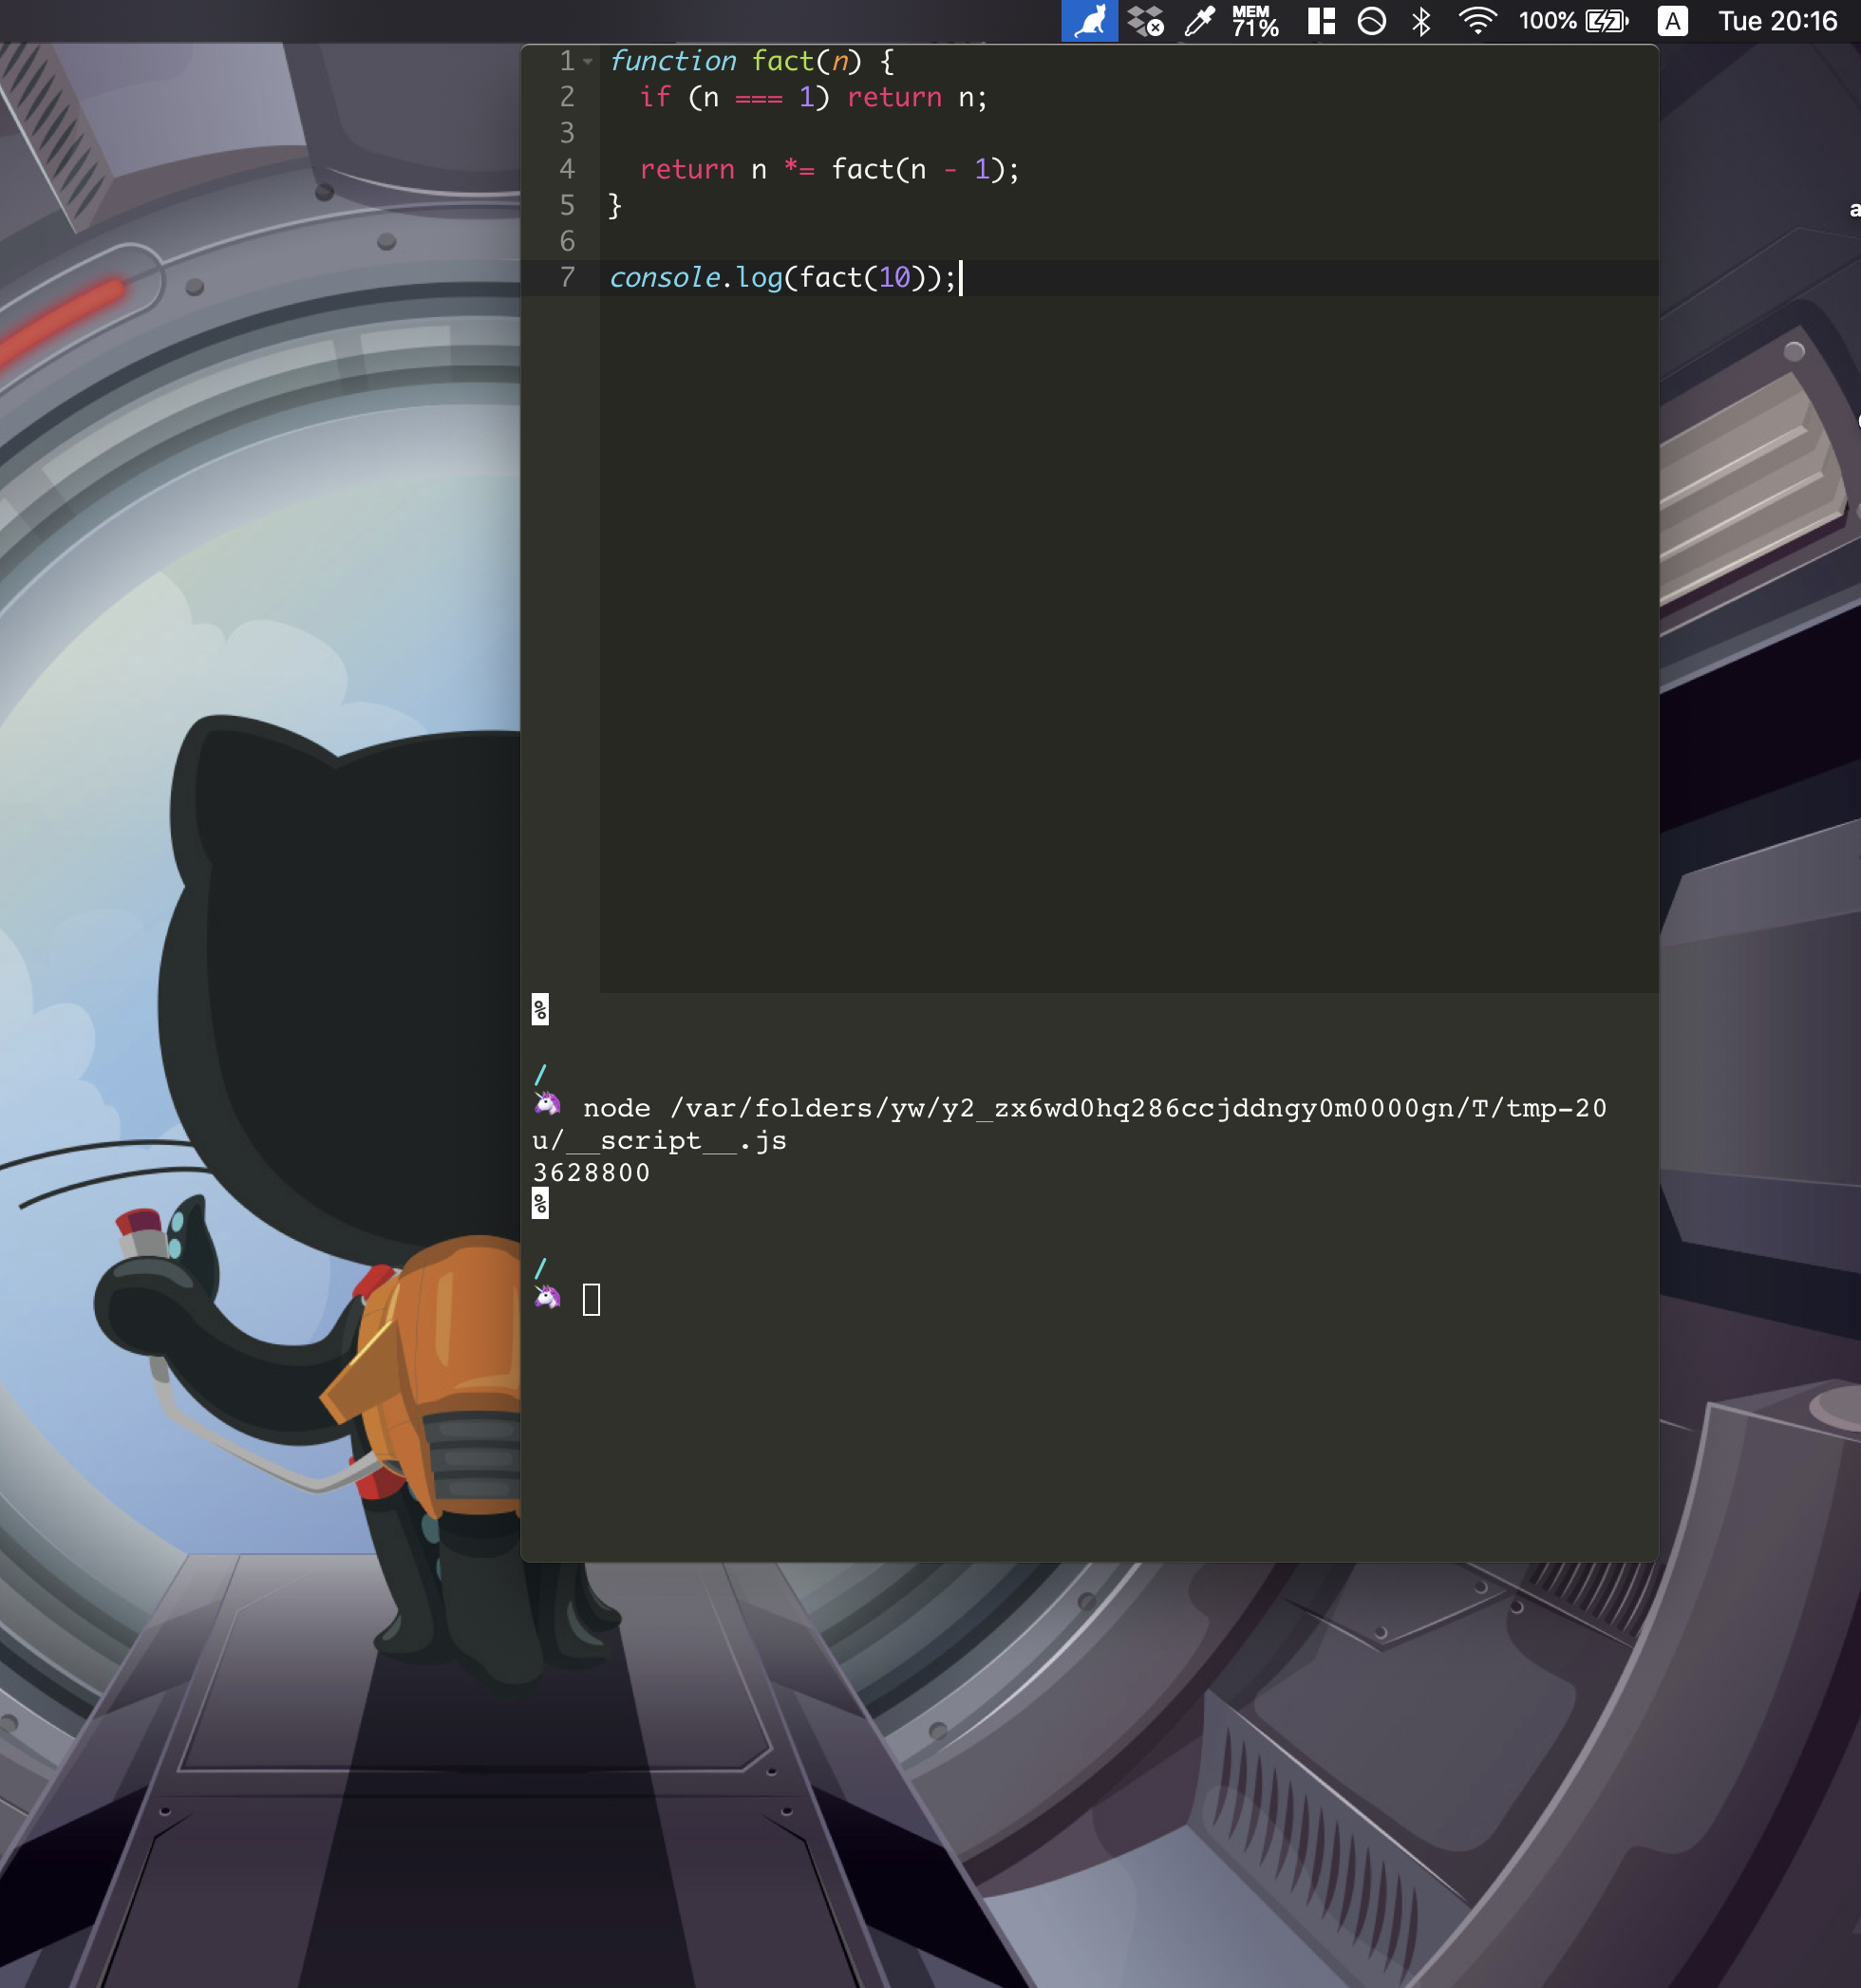 MEM
71%
100%
A
Tue 20:16
1 function fact(n) {
2 if (n === 1) return n;
3
4 return n *= fact(n - 1);
5 }
6
7 console.log(fact(10));
%
/
🦄 node /var/folders/yw/y2_zx6wd0hq286ccjddngy0m0000gn/T/tmp-20
u/__script__.js
3628800
%
/
🦄
a